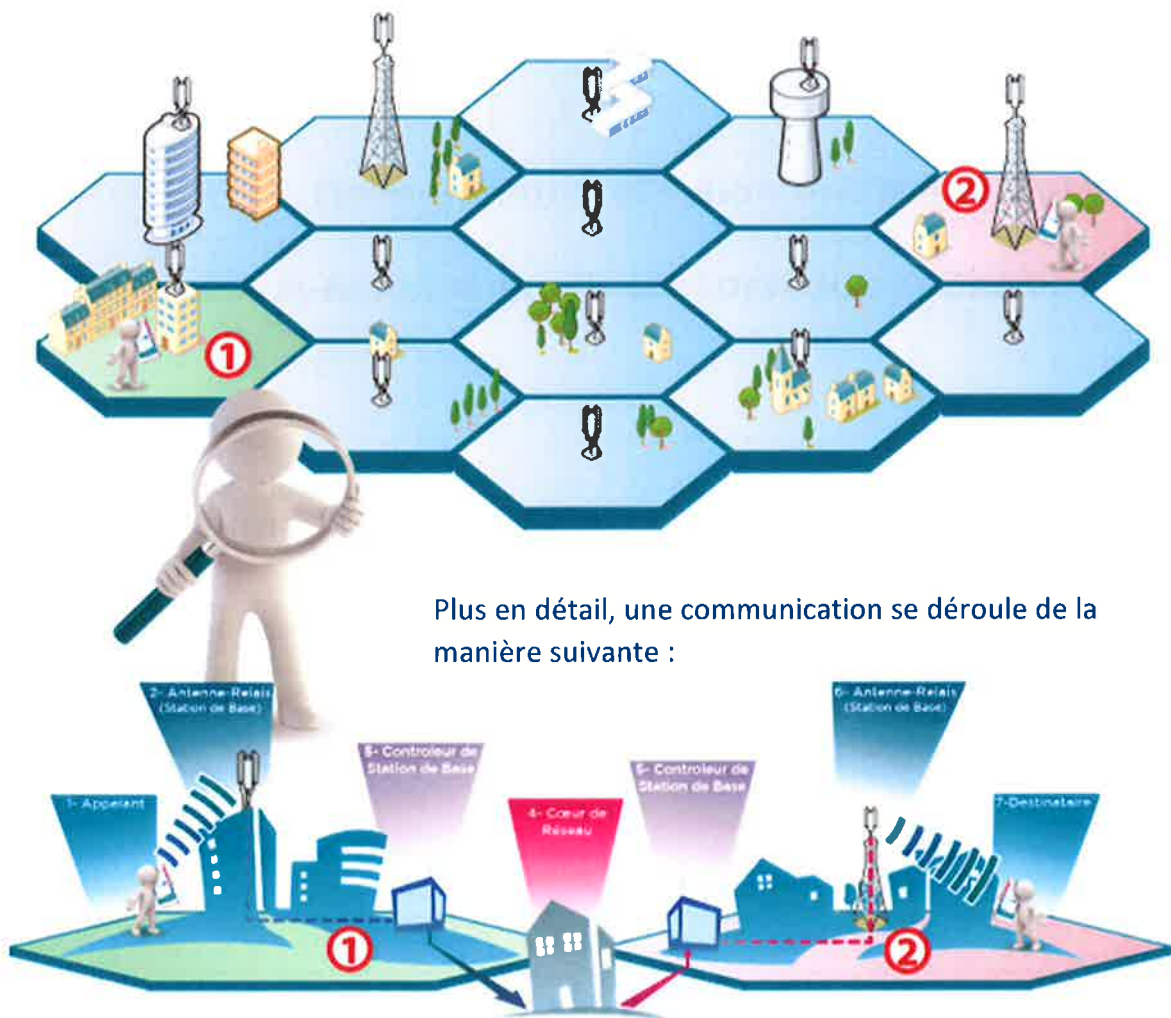 ②
①
Plus en détail, une communication se déroule de la
manière suivante :
2- Antenne-Relais
(Station de Base)
6- Antenne-Relais
(Station de Base)
3- Controleur de
Station de Base
5- Controleur de
Station de Base
1- Appelant
4- Cœur de
Réseau
7-Destinataire
①
②